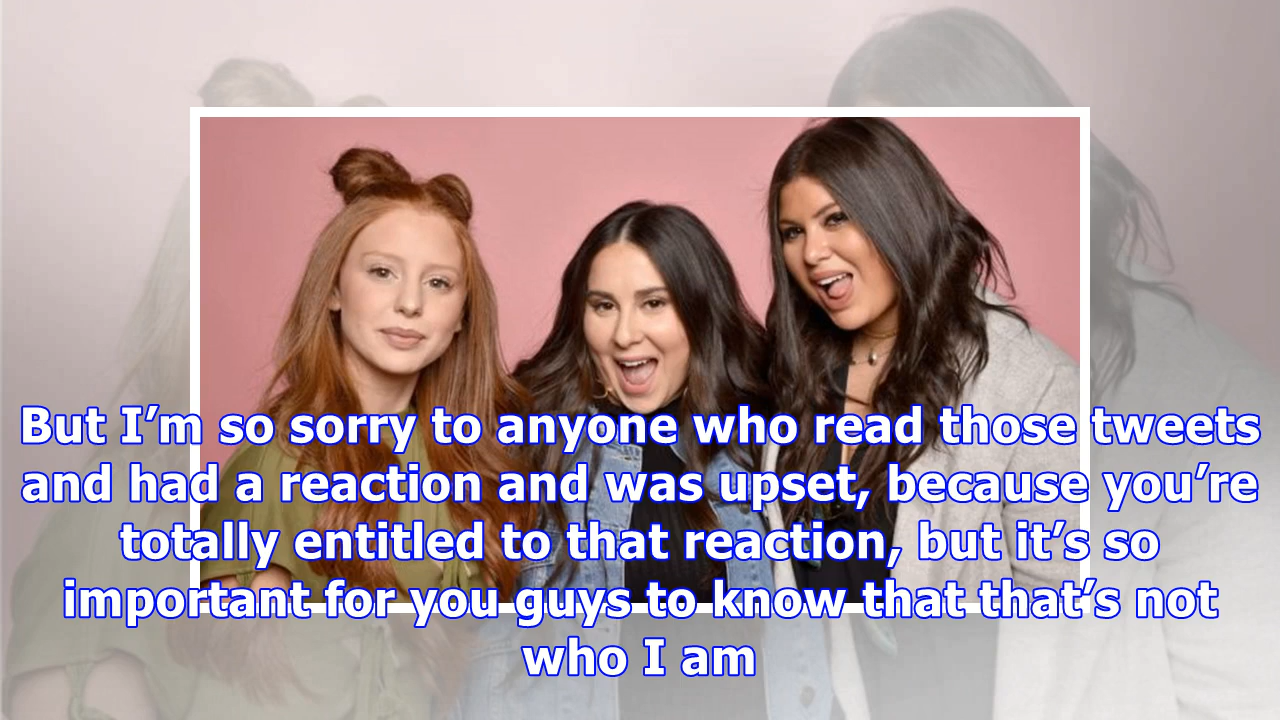 But I’m so sorry to anyone who read those tweets
and had a reaction and was upset, because you’re
totally entitled to that reaction, but it’s so
important for you guys to know that that’s not
who I am